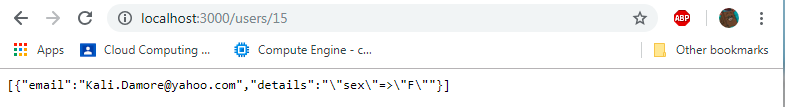 localhost:3000/users/15
ABP
Apps Cloud Computing ... Compute Engine - c... Other bookmarks
[{"email":"Kali.Damore@yahoo.com","details":"\"sex\"=>\"F\""}]